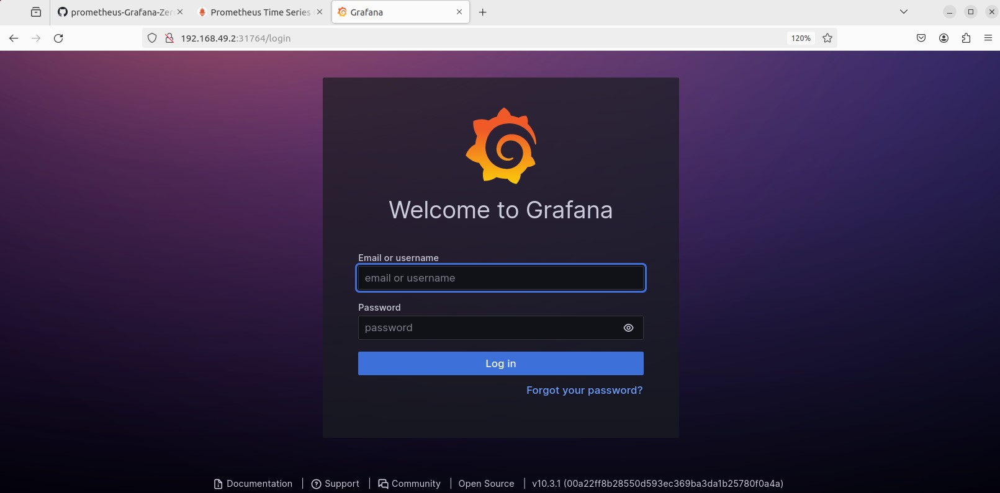 prometheus-Grafana-Zer
Prometheus Time Series
Grafana
192.168.49.2:31764/login
120%
Welcome to Grafana
Email or username
email or username
Password
password
Log in
Forgot your password?
Documentation | Support | Community | Open Source | v10.3.1 (00a22ff8b28550d593ec369ba3da1b25780f0a4a)